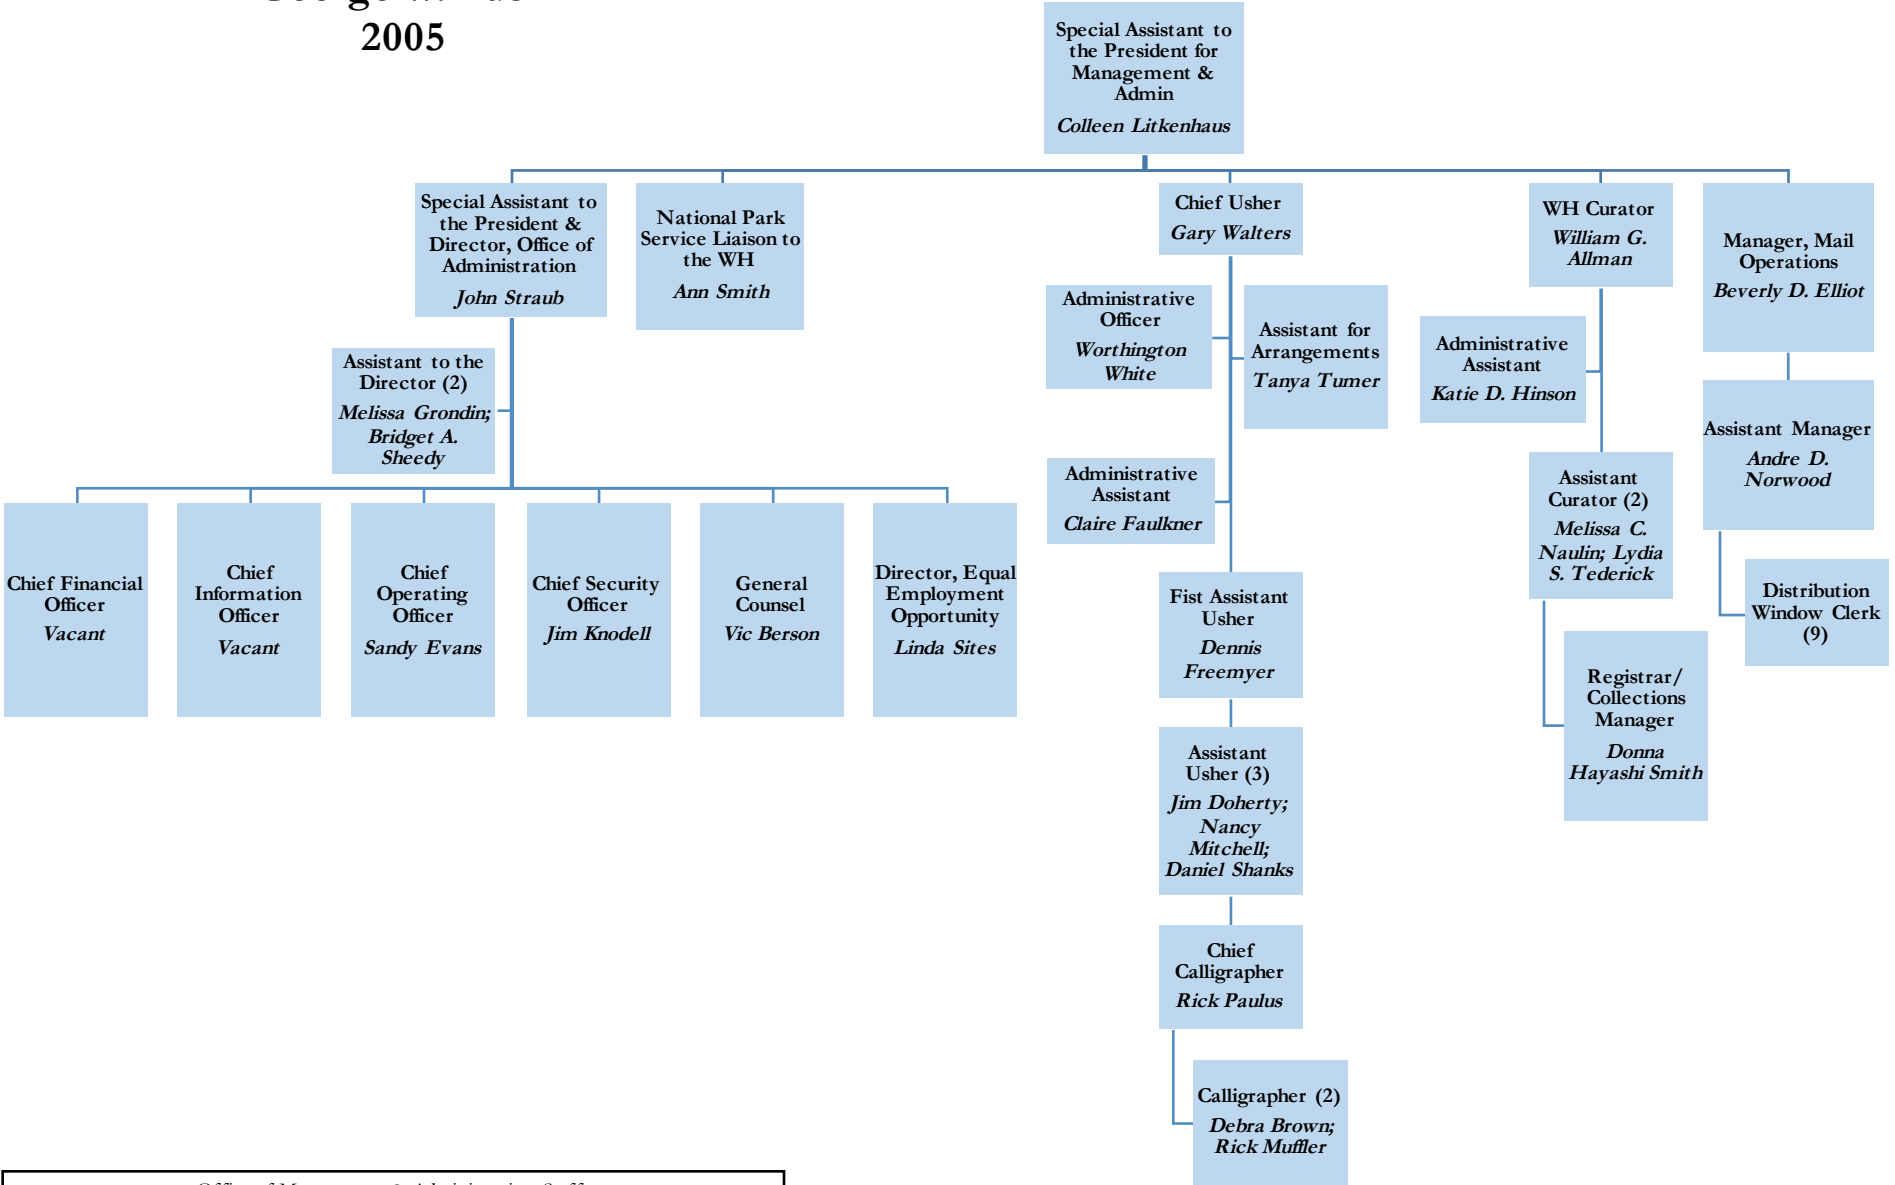 2005
Special Assistant to
the President for
Management &
Admin
Colleen Litkenhaus
Special Assistant to
the President &
Director, Office of
Administration
John Straub
National Park
Service Liaison to
the WH
Ann Smith
Chief Usher
Gary Walters
WH Curator
William G.
Allman
Manager, Mail
Operations
Beverly D. Elliot
Assistant to the
Director (2)
Melissa Grondin;
Bridget A.
Sheedy
Administrative
Officer
Worthington
White
Assistant for
Arrangements
Tanya Turner
Administrative
Assistant
Katie D. Hinson
Assistant Manager
Andre D.
Norwood
Administrative
Assistant
Claire Faulkner
Assistant
Curator (2)
Melissa C.
Naulin; Lydia
S. Tederick
Chief Financial
Officer
Vacant
Chief
Information
Officer
Vacant
Chief
Operating
Officer
Sandy Evans
Chief Security
Officer
Jim Knodell
General
Counsel
Vic Berson
Director, Equal
Employment
Opportunity
Linda Sites
Fist Assistant
Usher
Dennis
Freemyer
Distribution
Window Clerk
(9)
Registrar/
Collections
Manager
Donna
Hayashi Smith
Assistant
Usher (3)
Jim Doherty;
Nancy
Mitchell;
Daniel Shanks
Chief
Calligrapher
Rick Paulus
Calligrapher (2)
Debra Brown;
Rick Muffler